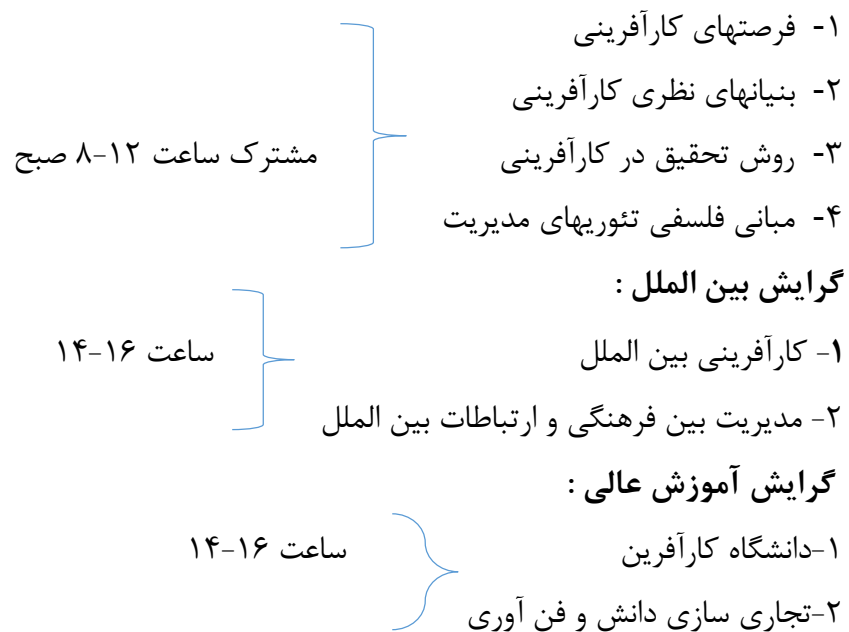 ۱- فرصتهای کارآفرینی
۲- بنیانهای نظری کارآفرینی
۳- روش تحقیق در کارآفرینی
مشترک ساعت ۱۲-۸ صبح
۴- مبانی فلسفی تئوریهای مدیریت
گرایش بین الملل :
۱- کارآفرینی بین الملل
ساعت ۱۶-۱۴
۲- مدیریت بین فرهنگی و ارتباطات بین الملل
گرایش آموزش عالی :
۱-دانشگاه کارآفرین
ساعت ۱۶-۱۴
۲-تجاری سازی دانش و فن آوری